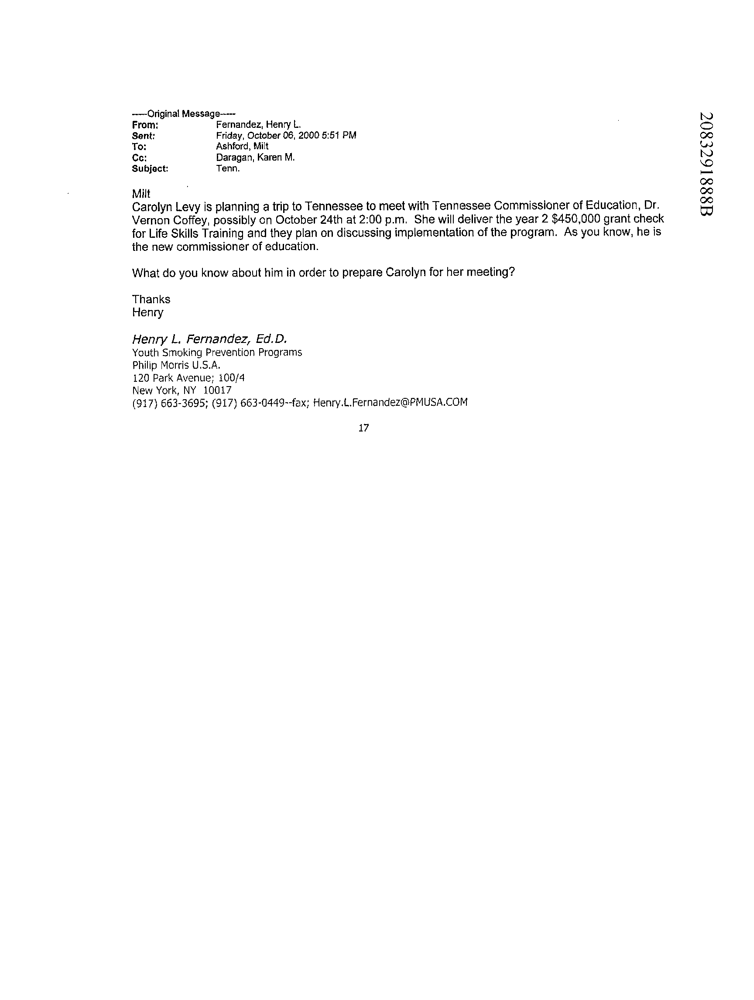 -----Original Message-----
From: Fernandez, Henry L.
Sent: Friday, October 06, 2000 5:51 PM
To: Ashford, Milt
Cc: Daragan, Karen M.
Subject: Tenn.
Milt
Carolyn Levy is planning a trip to Tennessee to meet with Tennessee Commissioner of Education, Dr.
Vernon Coffey, possibly on October 24th at 2:00 p.m. She will deliver the year 2 $450,000 grant check
for Life Skills Training and they plan on discussing implementation of the program. As you know, he is
the new commissioner of education.
What do you know about him in order to prepare Carolyn for her meeting?
Thanks
Henry
Henry L. Fernandez, Ed.D.
Youth Smoking Prevention Programs
Philip Morris U.S.A.
120 Park Avenue; 100/4
New York, NY 10017
(917) 663-3695; (917) 663-0449--fax; Henry.L.Fernandez@PMUSA.COM
17
2083291888B